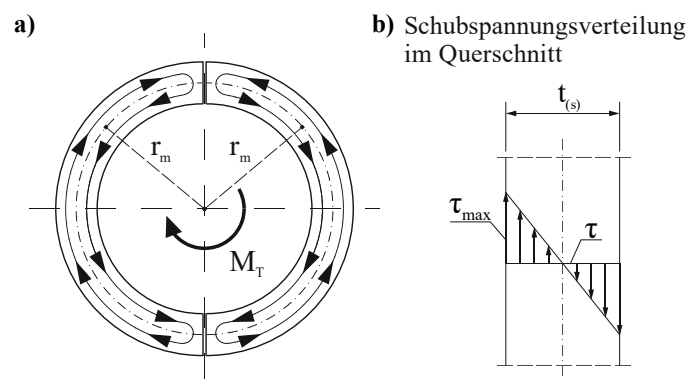 a)
r_m
r_m
M_T
b) Schubspannungsverteilung
im Querschnitt
t_(s)
τ_max
τ